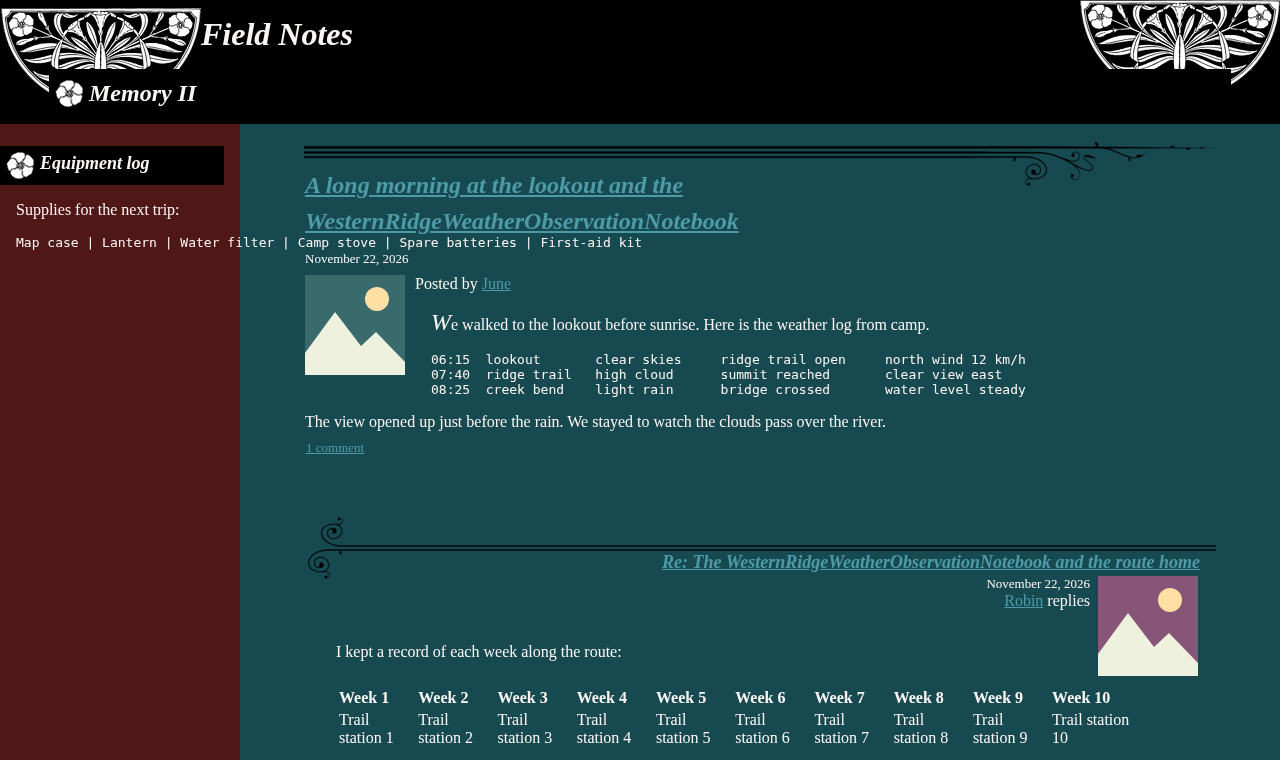 Field Notes
Memory II
Equipment log
Supplies for the next trip:
Map case | Lantern | Water filter | Camp stove | Spare batteries | First-aid kit
A long morning at the lookout and the
WesternRidgeWeatherObservationNotebook
November 22, 2026
Posted by June
We walked to the lookout before sunrise. Here is the weather log from camp.
06:15 lookout clear skies ridge trail open north wind 12 km/h
07:40 ridge trail high cloud summit reached clear view east
08:25 creek bend light rain bridge crossed water level steady
The view opened up just before the rain. We stayed to watch the clouds pass over the river.
1 comment
Re: The WesternRidgeWeatherObservationNotebook and the route home
November 22, 2026
Robin replies
I kept a record of each week along the route:
Week 1 Week 2 Week 3 Week 4 Week 5 Week 6 Week 7 Week 8 Week 9 Week 10
Trail Trail Trail Trail Trail Trail Trail Trail Trail Trail station
station 1 station 2 station 3 station 4 station 5 station 6 station 7 station 8 station 9 10